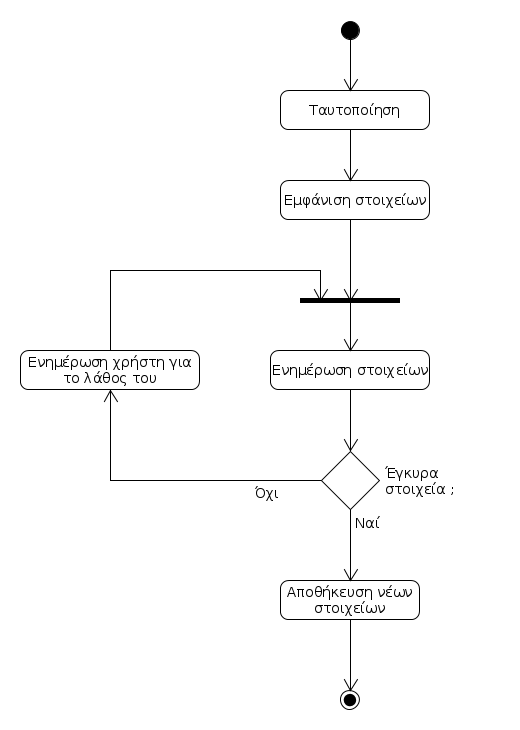 Ταυτοποίηση
Εμφάνιση στοιχείων
Ενημέρωση χρήστη για
το λάθος του
Ενημέρωση στοιχείων
Έγκυρα
στοιχεία ;
Όχι
Ναί
Αποθήκευση νέων
στοιχείων